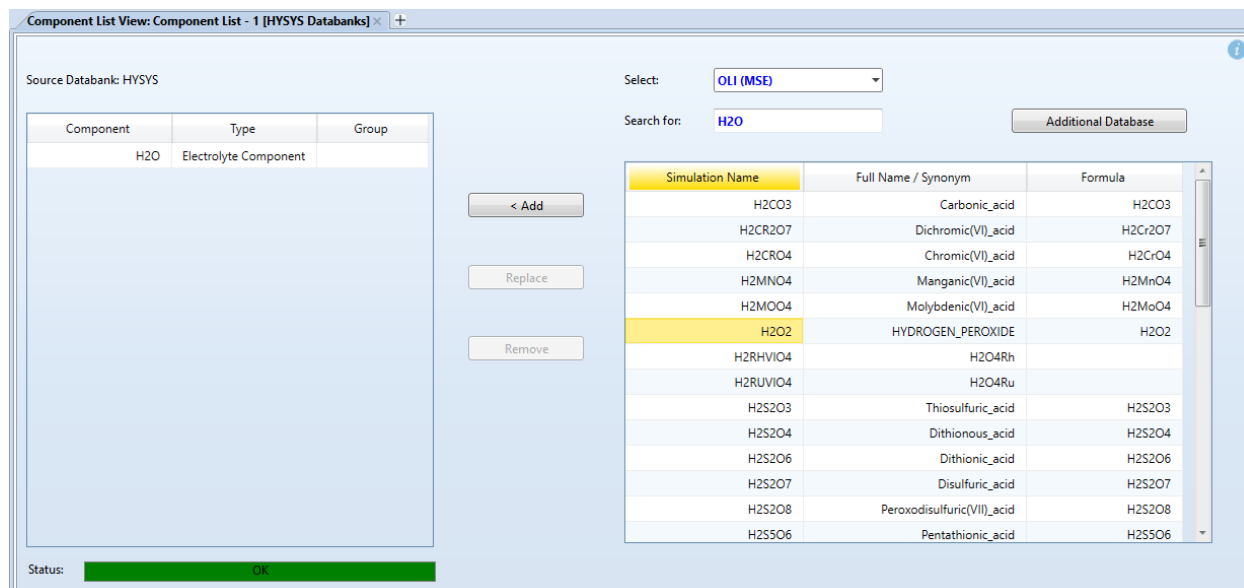 Component List View: Component List - 1 [HYSYS Databanks] × +
Source Databank: HYSYS
Component Type Group
H2O Electrolyte Component
< Add
Replace
Remove
Select: OLI (MSE)
Search for: H2O Additional Database
Simulation Name Full Name / Synonym Formula
H2CO3 Carbonic_acid H2CO3
H2CR2O7 Dichromic(VI)_acid H2Cr2O7
H2CRO4 Chromic(VI)_acid H2CrO4
H2MNO4 Manganic(VI)_acid H2MnO4
H2MOO4 Molybdenic(VI)_acid H2MoO4
H2O2 HYDROGEN_PEROXIDE H2O2
H2RHVIO4 H2O4Rh
H2RUVIO4 H2O4Ru
H2S2O3 Thiosulfuric_acid H2S2O3
H2S2O4 Dithionous_acid H2S2O4
H2S2O6 Dithionic_acid H2S2O6
H2S2O7 Disulfuric_acid H2S2O7
H2S2O8 Peroxodisulfuric(VII)_acid H2S2O8
H2S5O6 Pentathionic_acid H2S5O6
Status: OK